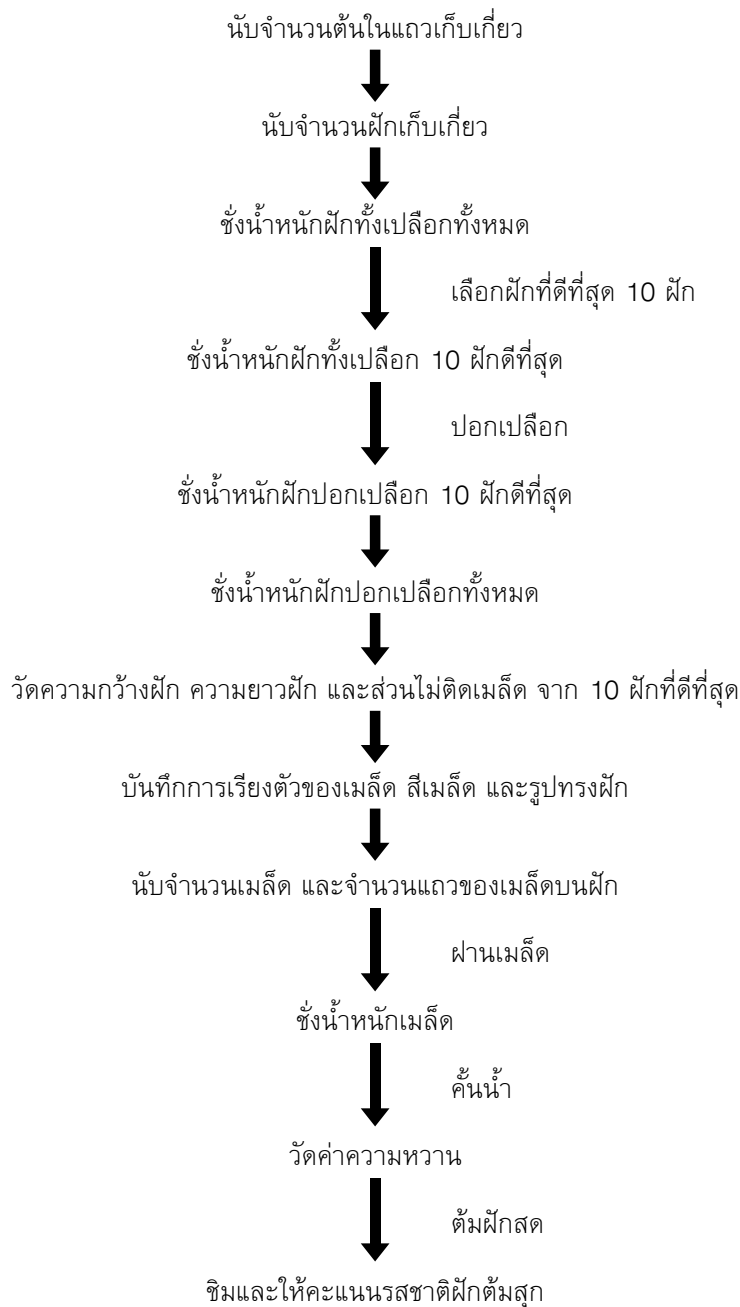 นับจำนวนต้นในแถวเก็บเกี่ยว
นับจำนวนฝักเก็บเกี่ยว
ชั่งน้ำหนักฝักทั้งเปลือกทั้งหมด
เลือกฝักที่ดีที่สุด 10 ฝัก
ชั่งน้ำหนักฝักทั้งเปลือก 10 ฝักดีที่สุด
ปอกเปลือก
ชั่งน้ำหนักฝักปอกเปลือก 10 ฝักดีที่สุด
ชั่งน้ำหนักฝักปอกเปลือกทั้งหมด
วัดความกว้างฝัก ความยาวฝัก และส่วนไม่ติดเมล็ด จาก 10 ฝักที่ดีที่สุด
บันทึกการเรียงตัวของเมล็ด สีเมล็ด และรูปทรงฝัก
นับจำนวนเมล็ด และจำนวนแถวของเมล็ดบนฝัก
ฝานเมล็ด
ชั่งน้ำหนักเมล็ด
คั้นน้ำ
วัดค่าความหวาน
ต้มฝักสด
ชิมและให้คะแนนรสชาติฝักต้มสุก